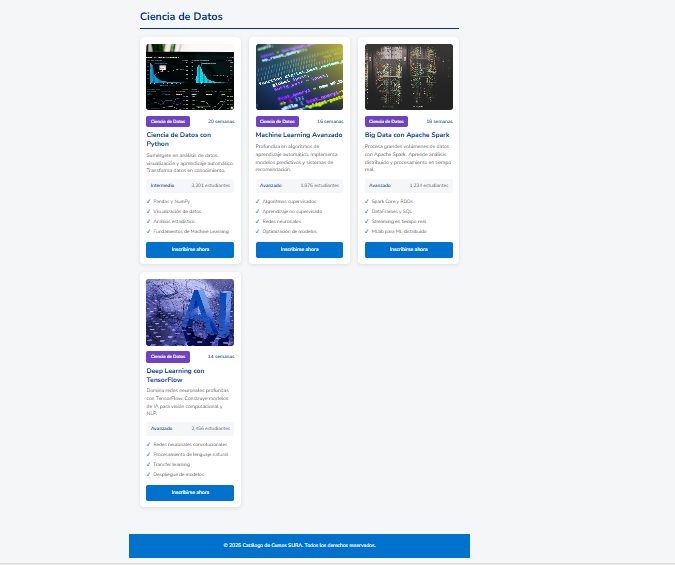 Ciencia de Datos
Ciencia de Datos
20 semanas
Ciencia de Datos con
Python
Sumérgete en análisis de datos,
visualización y aprendizaje automático.
Transforma datos en conocimiento.
Intermedio
3,201 estudiantes
✓ Pandas y NumPy
✓ Visualización de datos
✓ Análisis estadístico
✓ Fundamentos de Machine Learning
Inscribirse ahora
Ciencia de Datos
16 semanas
Machine Learning Avanzado
Profundiza en algoritmos de
aprendizaje automático. Implementa
modelos predictivos y sistemas de
recomendación.
Avanzado
1,876 estudiantes
✓ Algoritmos supervisados
✓ Aprendizaje no supervisado
✓ Redes neuronales
✓ Optimización de modelos
Inscribirse ahora
Ciencia de Datos
18 semanas
Big Data con Apache Spark
Procesa grandes volúmenes de datos
con Apache Spark. Aprende análisis
distribuido y procesamiento en tiempo
real.
Avanzado
1,234 estudiantes
✓ Spark Core y RDDs
✓ DataFrames y SQL
✓ Streaming en tiempo real
✓ MLlib para ML distribuido
Inscribirse ahora
AI
Ciencia de Datos
14 semanas
Deep Learning con
TensorFlow
Domina redes neuronales profundas
con TensorFlow. Construye modelos
de IA para visión computacional y
NLP.
Avanzado
2,456 estudiantes
✓ Redes neuronales convolucionales
✓ Procesamiento de lenguaje natural
✓ Transfer learning
✓ Despliegue de modelos
Inscribirse ahora
© 2025 Catálogo de Cursos SURA. Todos los derechos reservados.